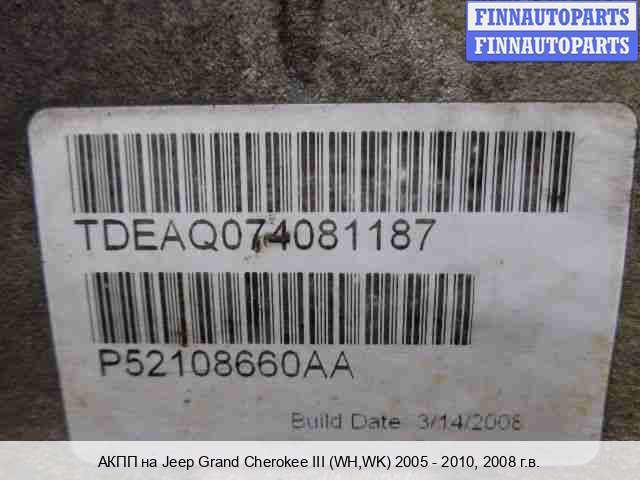 FINNAUTOPARTS
FINNAUTOPARTS
TDEAQ074081187
P52108660AA
Build Date 3/14/2008
АКПП на Jeep Grand Cherokee III (WH,WK) 2005 - 2010, 2008 г.в.